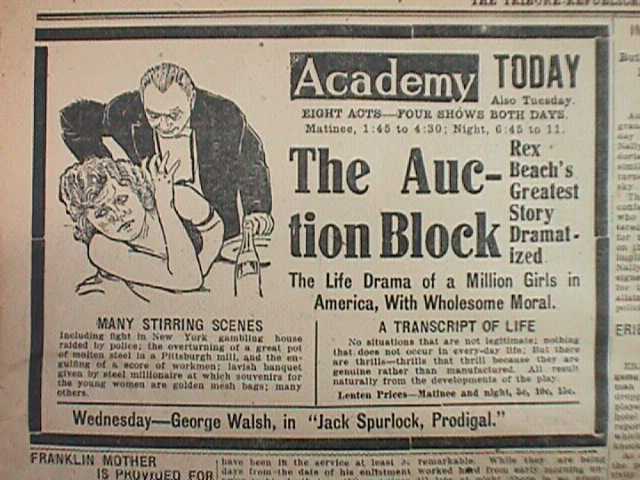 THE TRIBUNE-REPUBLICAN
Academy TODAY
Also Tuesday.
EIGHT ACTS—FOUR SHOWS BOTH DAYS.
Matinee, 1:45 to 4:30; Night, 6:45 to 11.
The Auc-
tion Block
Rex
Beach's
Greatest
Story
Dramat-
ized
The Life Drama of a Million Girls in
America, With Wholesome Moral.
MANY STIRRING SCENES
Including fight in New York gambling house
raided by police; the overturning of a great pot
of molten steel in a Pittsburgh mill, and the en-
gulfing of a score of workmen; lavish banquet
given by steel millionaire at which souvenirs for
the young women are golden mesh bags; many
others.
A TRANSCRIPT OF LIFE
No situations that are not legitimate; nothing
that does not occur in every-day life; But there
are thrills—thrills that thrill because they are
genuine rather than manufactured. All result
naturally from the developments of the play.
Lenten Prices—Matinee and night, 5c, 10c, 15c.
Wednesday—George Walsh, in "Jack Spurlock, Prodigal."
FRANKLIN MOTHER
IS PROVIDED FOR
have been in the service at least
days from the date of his enlistment
remarkable. While they are being
worked hard from early morning